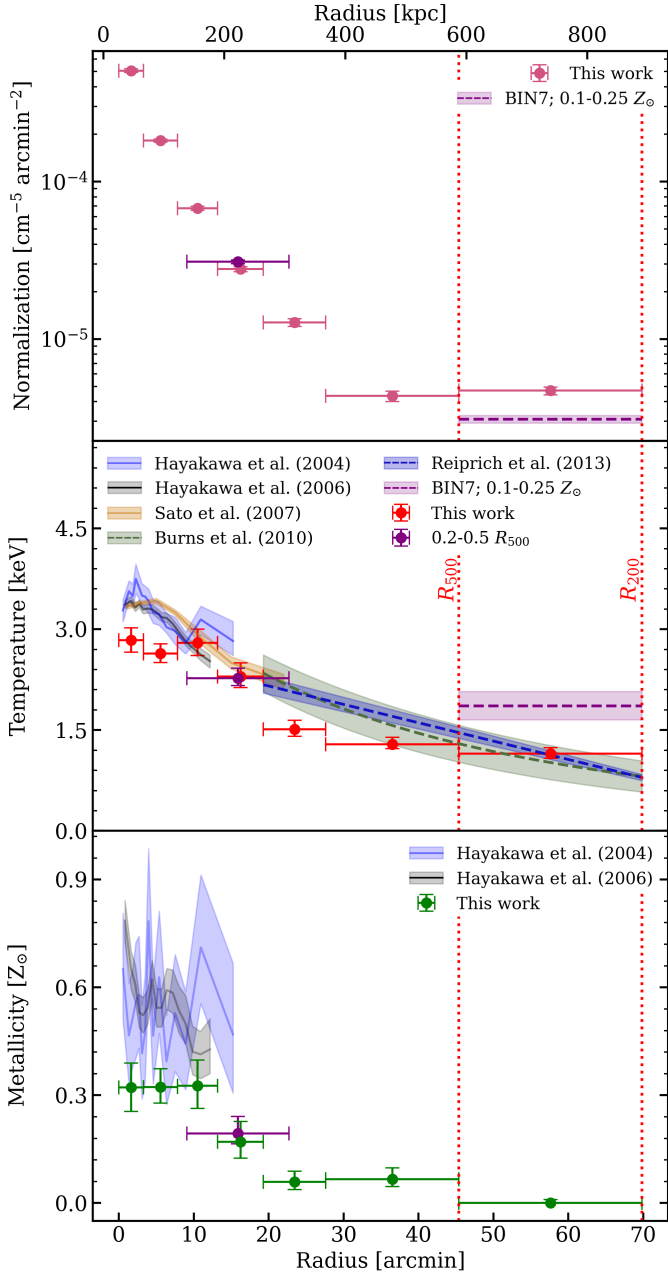 Radius [kpc]
0 200 400 600 800
This work
BIN7; 0.1-0.25 Z⊙
10⁻⁴
10⁻⁵
Normalization [cm⁻⁵ arcmin⁻²]
Hayakawa et al. (2004)
Hayakawa et al. (2006)
Sato et al. (2007)
Burns et al. (2010)
Reiprich et al. (2013)
BIN7; 0.1-0.25 Z⊙
This work
0.2-0.5 R₅₀₀
4.5
3.0
1.5
0.0
Temperature [keV]
R₅₀₀
R₂₀₀
Hayakawa et al. (2004)
Hayakawa et al. (2006)
This work
0.9
0.6
0.3
0.0
Metallicity [Z⊙]
0 10 20 30 40 50 60 70
Radius [arcmin]